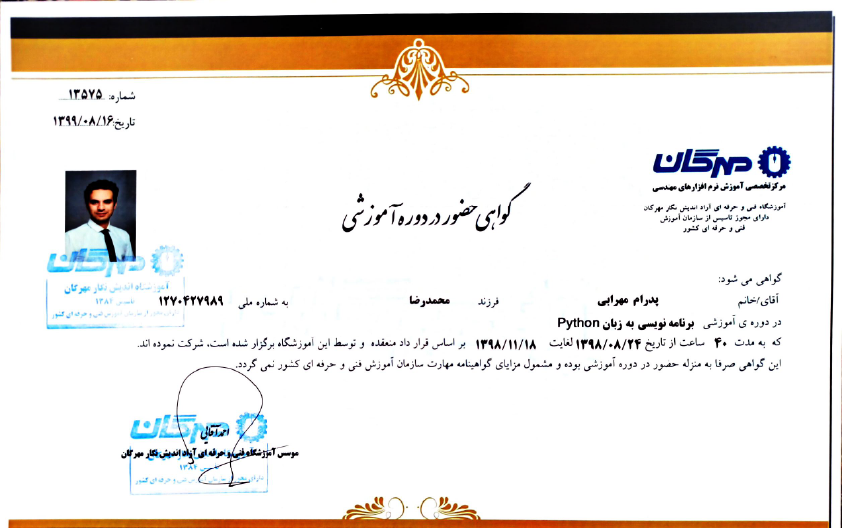 شماره: ۱۳۵۷۵
تاریخ: ۱۳۹۹/۰۸/۱۶
مهرگان
مرکز تخصصی آموزش نرم افزارهای مهندسی
آموزشگاه فنی و حرفه ای آزاد اندیش نگار مهرگان
دارای مجوز تاسیس از سازمان آموزش
فنی و حرفه ای کشور
گواهی حضور در دوره آموزشی
مهرگان
آموزشگاه اندیش نگار مهرگان
تاسیس ۱۳۸۴
گواهی می شود:
آقای/خانم پدرام مهرابی فرزند محمدرضا به شماره ملی ۱۲۷۰۴۲۷۹۸۹
در دوره ی آموزشی برنامه نویسی به زبان Python
که به مدت ۴۰ ساعت از تاریخ ۱۳۹۸/۰۸/۲۴ لغایت ۱۳۹۸/۱۱/۱۸ بر اساس قرار داد منعقده و توسط این آموزشگاه برگزار شده است، شرکت نموده اند.
این گواهی صرفا به منزله حضور در دوره آموزشی بوده و مشمول مزایای گواهینامه مهارت سازمان آموزش فنی و حرفه ای کشور نمی گردد.
مهرگان
احمد آقائی
موسس آموزشگاه فنی و حرفه ای آزاد اندیش نگار مهرگان
تاسیس ۱۳۸۴